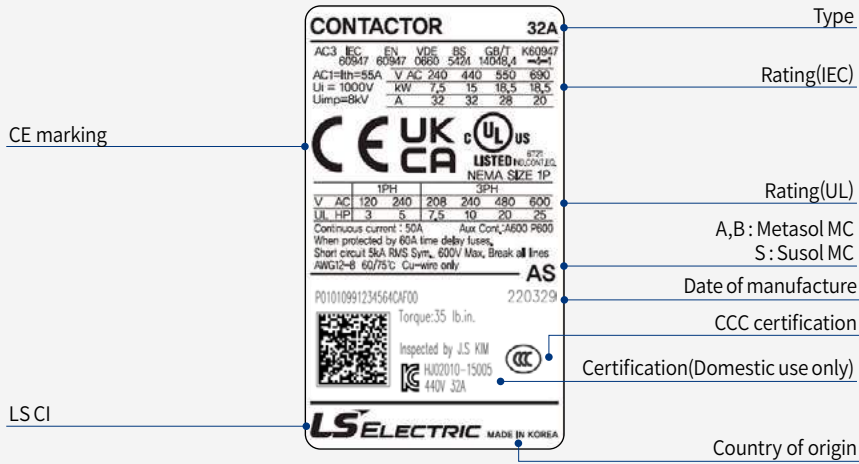 CONTACTOR 32A
AC3 IEC EN VDE BS GB/T K60947
60947 60947 0660 5424 14048,4 -4-1
AC1=Ith=55A V AC 240 440 550 690
Ui = 1000V kW 7,5 15 18,5 18,5
Uimp=8kV A 32 32 28 20
CE UK CA c UL US
LISTED
NEMA SIZE 1P
1PH 3PH
V AC 120 240 208 240 480 600
UL HP 3 5 7,5 10 20 25
Continuous current : 50A Aux Cont.:A600 P600
When protected by 60A time delay fuses,
Short circuit 5kA RMS Sym., 600V Max, Break all lines
AWG12-8 60/75℃ Cu-wire only
AS
P01010991234564CAF00 220329
Torque:35 lb.in.
Inspected by J.S KIM
CCC
HJ02010-15005
440V 32A
LS ELECTRIC MADE IN KOREA
CE marking
LS CI
Type
Rating(IEC)
Rating(UL)
A,B : Metasol MC
S : Susol MC
Date of manufacture
CCC certification
Certification(Domestic use only)
Country of origin